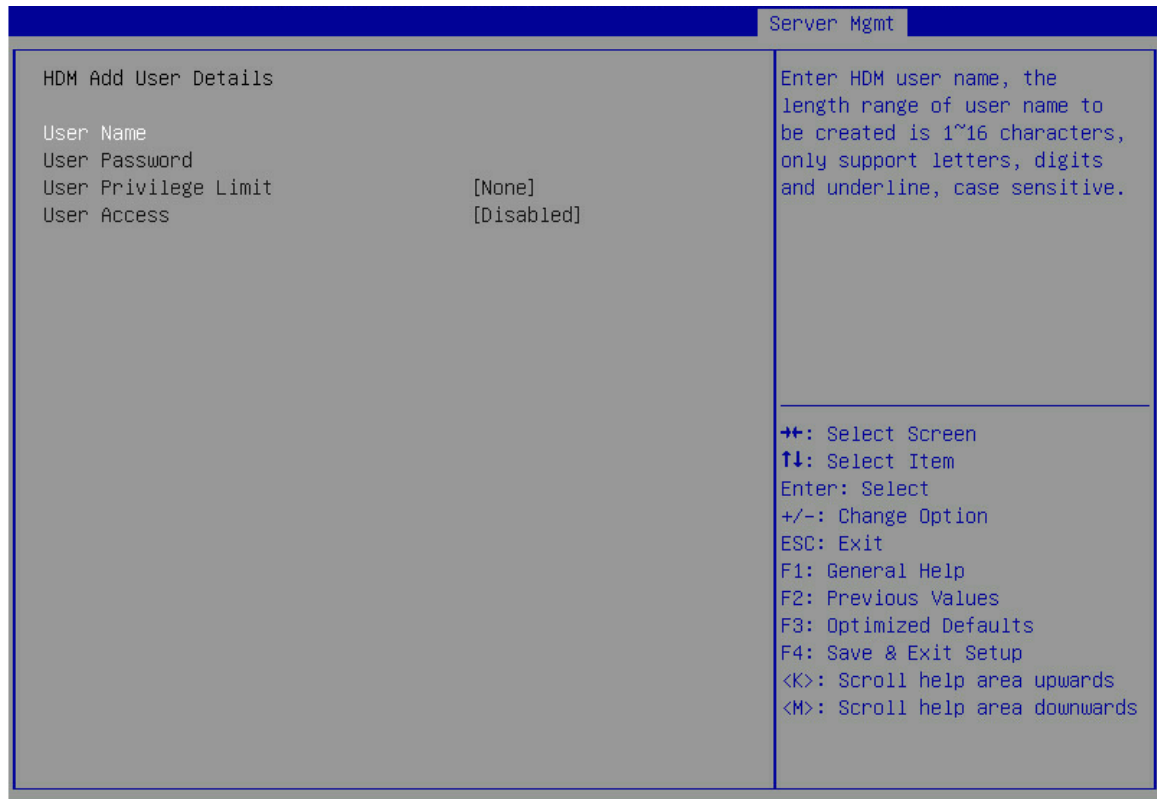 Server Mgmt
HDM Add User Details
User Name
User Password
User Privilege Limit [None]
User Access [Disabled]
Enter HDM user name, the
length range of user name to
be created is 1~16 characters,
only support letters, digits
and underline, case sensitive.
→←: Select Screen
↑↓: Select Item
Enter: Select
+/-: Change Option
ESC: Exit
F1: General Help
F2: Previous Values
F3: Optimized Defaults
F4: Save & Exit Setup
<K>: Scroll help area upwards
<M>: Scroll help area downwards